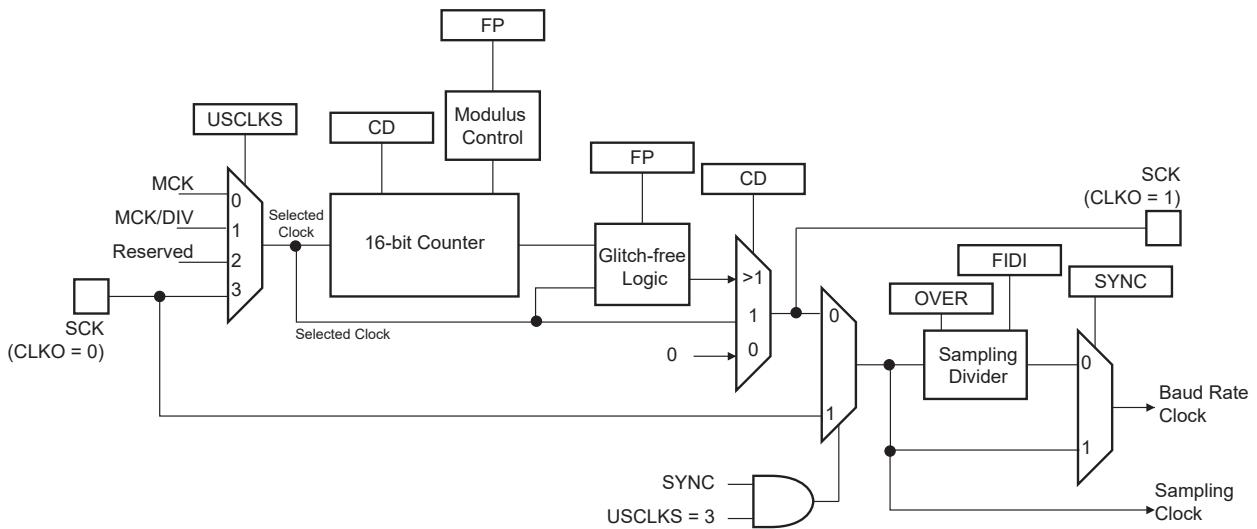 FP
USCLKS
CD
Modulus
Control
FP
CD
SCK
(CLKO = 1)
MCK
MCK/DIV
Reserved
0
1
2
3
Selected
Clock
16-bit Counter
Glitch-free
Logic
>1
1
0
0
SCK
(CLKO = 0)
Selected Clock
FIDI
OVER
SYNC
0
1
Sampling
Divider
0
1
Baud Rate
Clock
SYNC
USCLKS = 3
Sampling
Clock